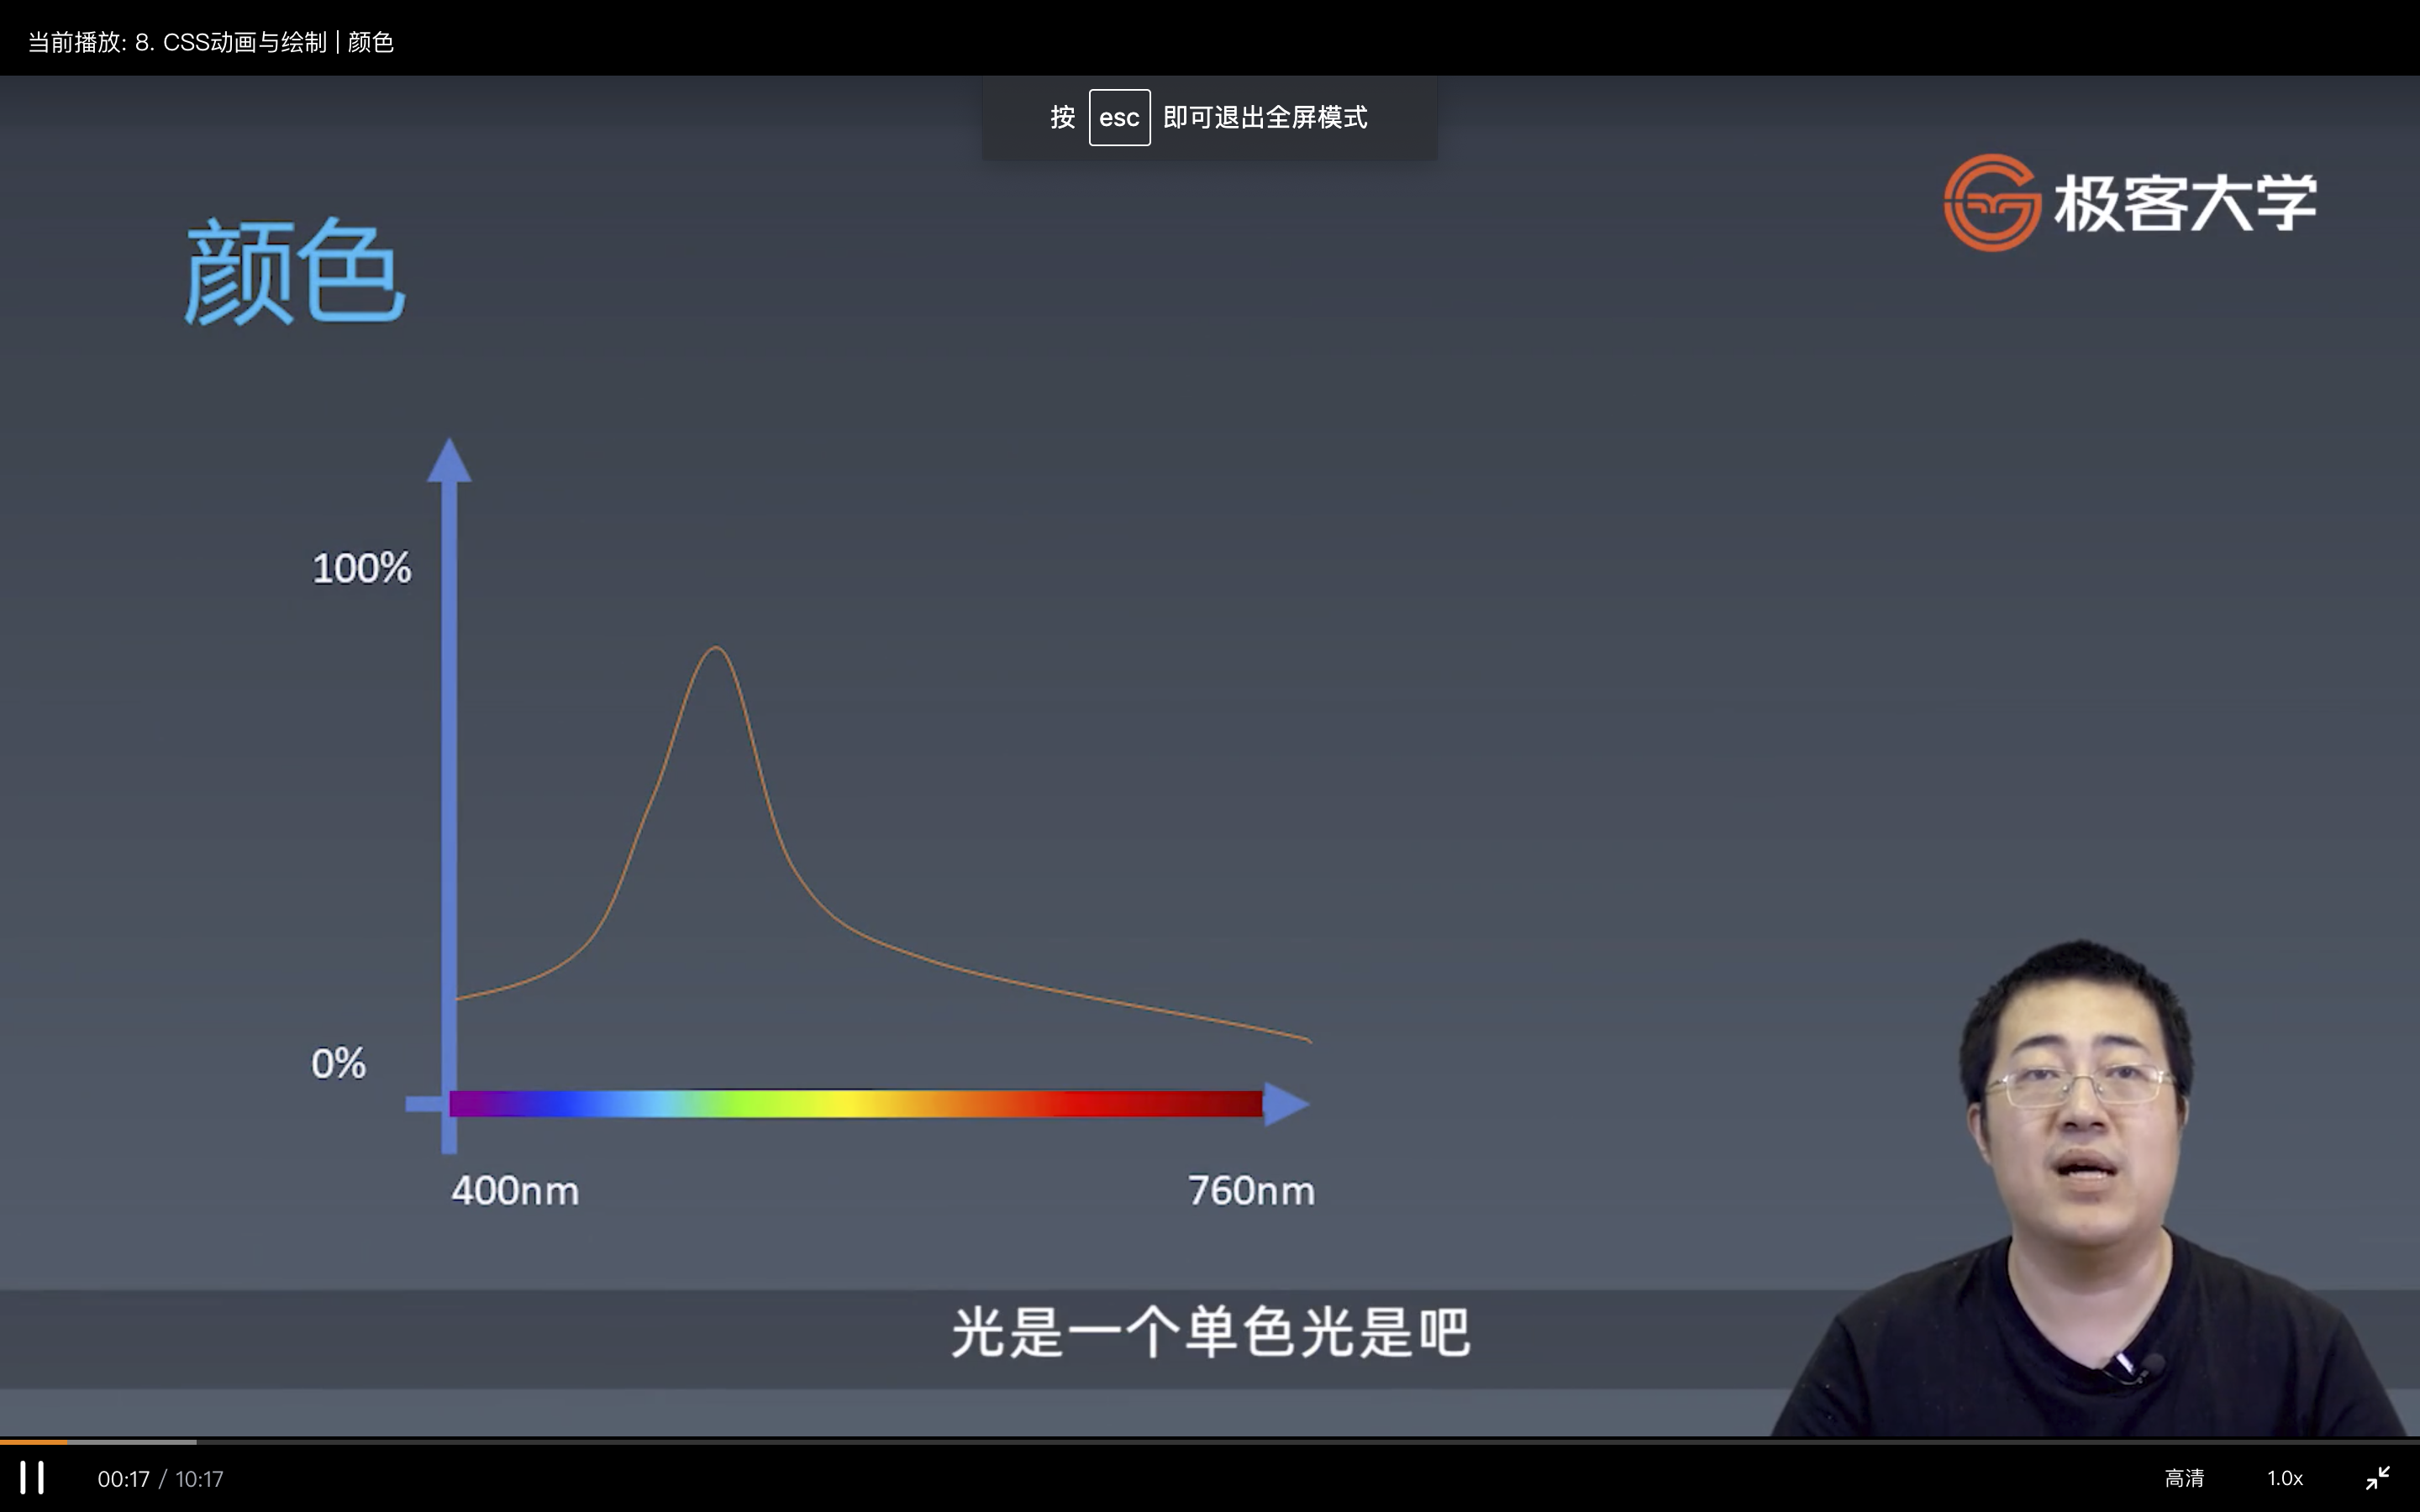 当前播放: 8. CSS动画与绘制 | 颜色
按 esc 即可退出全屏模式
极客大学
颜色
100%
0%
400nm
760nm
光是一个单色光是吧
00:17 / 10:17
高清
1.0x